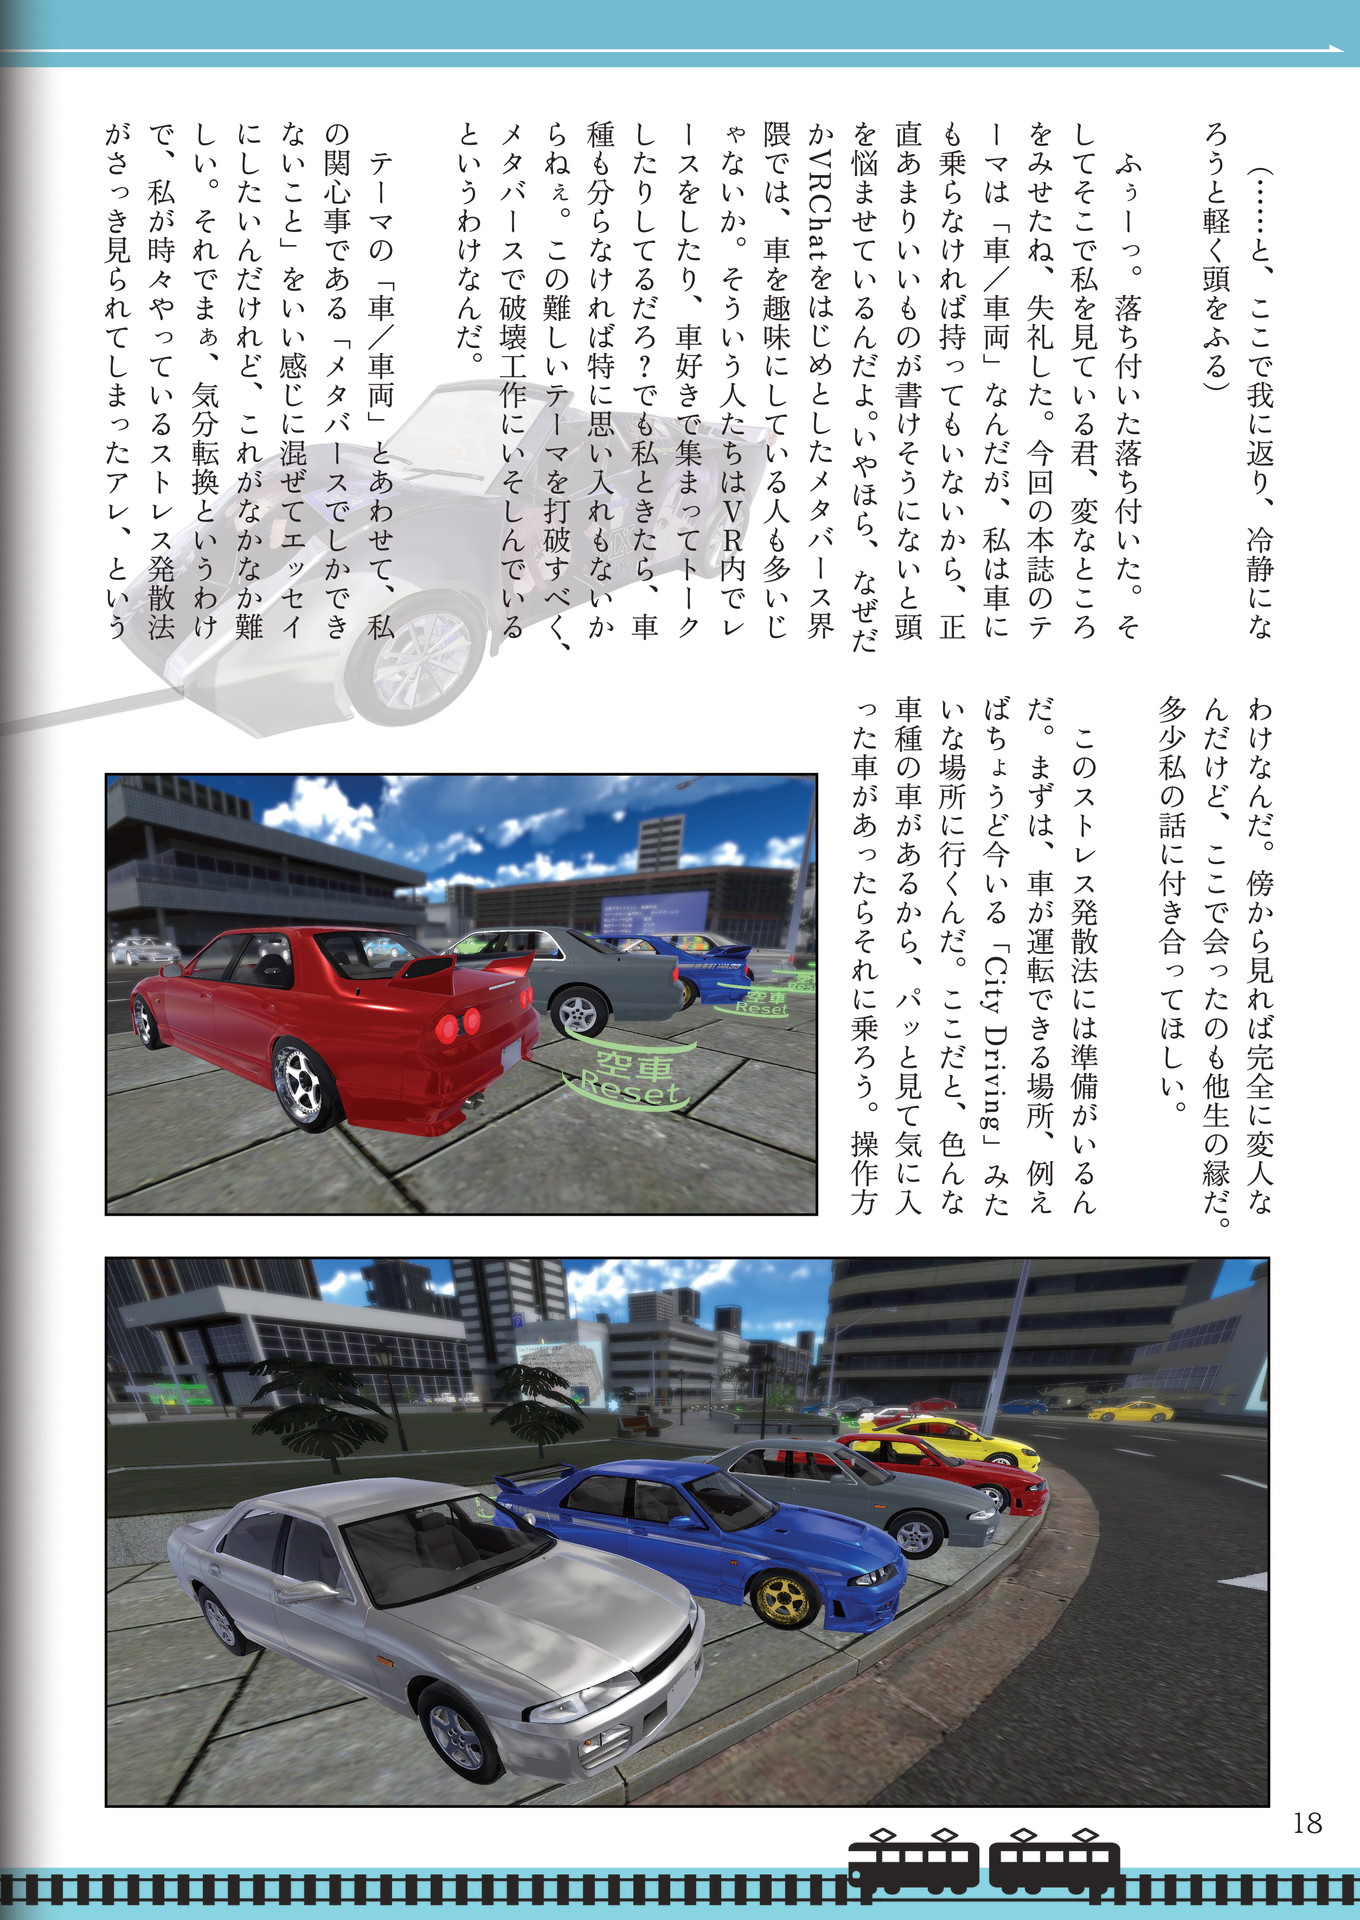 (……と、ここで我に返り、冷静にな
ろうと軽く頭をふる)
ふぅーっ。落ち付いた落ち付いた。そ
してそこで私を見ている君、変なところ
をみせたね、失礼した。今回の本誌のテ
ーマは「車／車両」なんだが、私は車に
も乗らなければ持ってもいないから、正
直あまりいいものが書けそうにないと頭
を悩ませているんだよ。いやほら、なぜだ
かVRChatをはじめとしたメタバース界
隈では、車を趣味にしている人も多いじ
ゃないか。そういう人たちはVR内でレ
ースをしたり、車好きで集まってトーク
したりしてるだろ？でも私ときたら、車
種も分らなければ特に思い入れもないか
らねぇ。この難しいテーマを打破すべく、
メタバースで破壊工作にいそしんでいる
というわけなんだ。
テーマの「車／車両」とあわせて、私
の関心事である「メタバースでしかでき
ないこと」をいい感じに混ぜてエッセイ
にしたいんだけれど、これがなかなか難
しい。それでまぁ、気分転換というわけ
で、私が時々やっているストレス発散法
がさっき見られてしまったアレ、という
わけなんだ。傍から見れば完全に変人な
んだけど、ここで会ったのも他生の縁だ。
多少私の話に付き合ってほしい。
このストレス発散法には準備がいるん
だ。まずは、車が運転できる場所、例え
ばちょうど今いる「City Driving」みた
いな場所に行くんだ。ここだと、色んな
車種の車があるから、パッと見て気に入
った車があったらそれに乗ろう。操作方
空車
Reset
空車
Reset
18